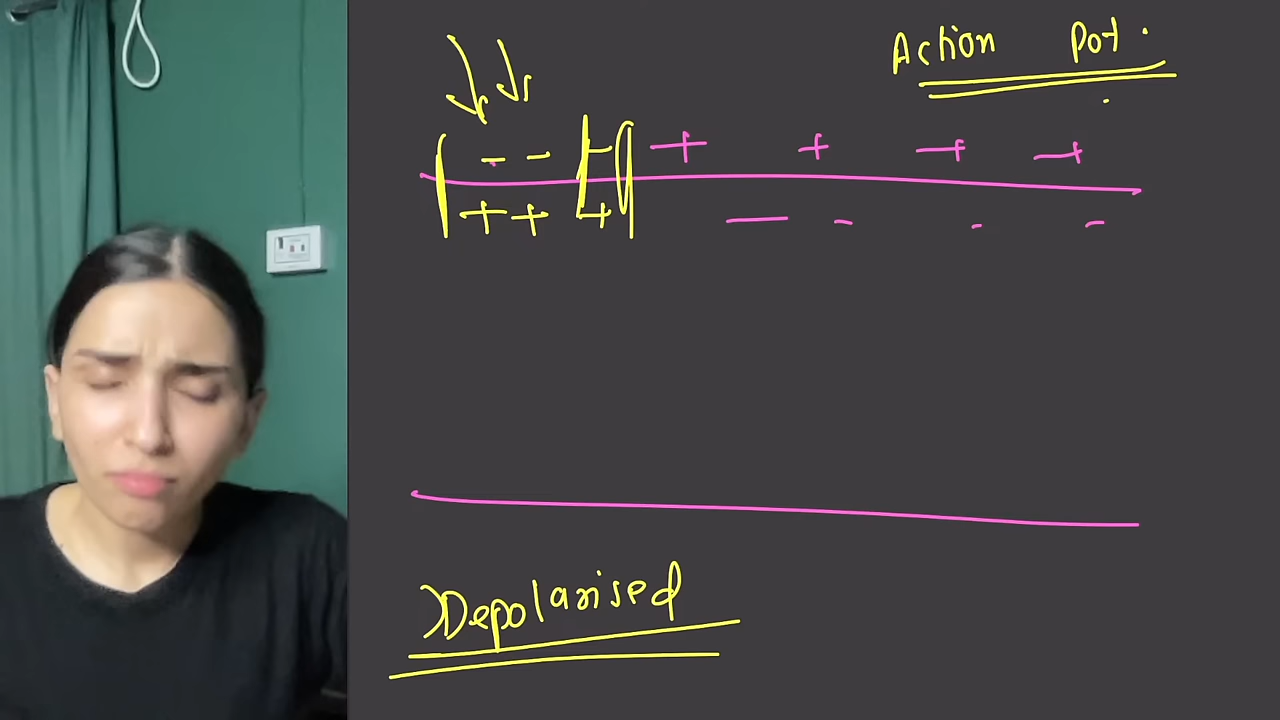 Action Pot.
- - - + + + +
+ + + - - - -
Depolarised